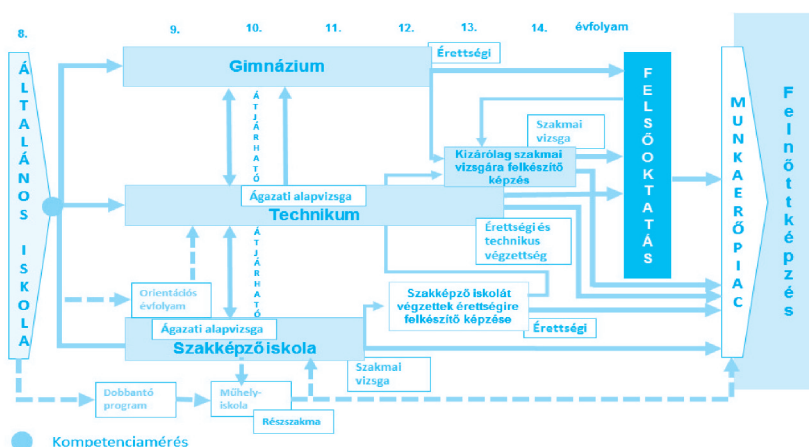 8.
9.
10.
11.
12.
13.
14.
évfolyam
ÁLTALÁNOS ISKOLA
Gimnázium
Érettségi
FELSŐOKTATÁS
MUNKAERŐPIAC
Felnőttképzés
ÁTJÁRHATÓ
Szakmai
vizsga
Kizárólag szakmai
vizsgára felkészítő
képzés
Ágazati alapvizsga
Technikum
Érettségi és
technikus
végzettség
ÁTJÁRHATÓ
Orientációs
évfolyam
Szakképző iskolát
végzettek érettségire
felkészítő képzése
Ágazati alapvizsga
Érettségi
Szakképző iskola
Szakmai
vizsga
Dobbantó
program
Műhely-
iskola
Részszakma
Kompetenciamérés